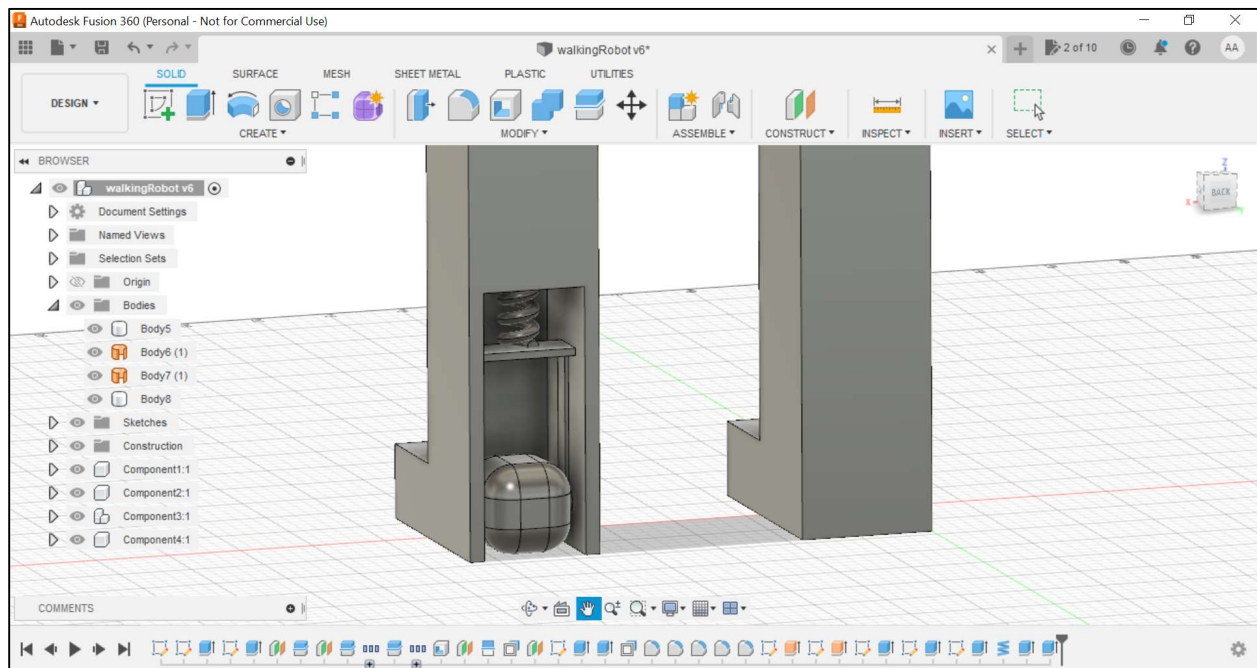 Autodesk Fusion 360 (Personal - Not for Commercial Use)
walkingRobot v6*
2 of 10
AA
SOLID SURFACE MESH SHEET METAL PLASTIC UTILITIES
DESIGN
CREATE MODIFY ASSEMBLE CONSTRUCT INSPECT INSERT SELECT
BROWSER
walkingRobot v6
Document Settings
Named Views
Selection Sets
Origin
Bodies
Body5
Body6 (1)
Body7 (1)
Body8
Sketches
Construction
Component1:1
Component2:1
Component3:1
Component4:1
Z
BACK
X
COMMENTS